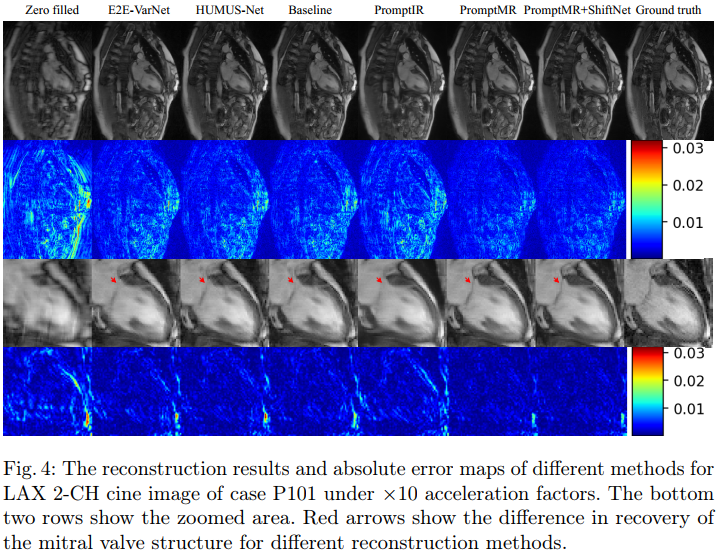 Zero filled E2E-VarNet HUMUS-Net Baseline PromptIR PromptMR PromptMR+ShiftNet Ground truth
0.03
0.02
0.01
0.03
0.02
0.01
Fig. 4: The reconstruction results and absolute error maps of different methods for
LAX 2-CH cine image of case P101 under ×10 acceleration factors. The bottom
two rows show the zoomed area. Red arrows show the difference in recovery of
the mitral valve structure for different reconstruction methods.